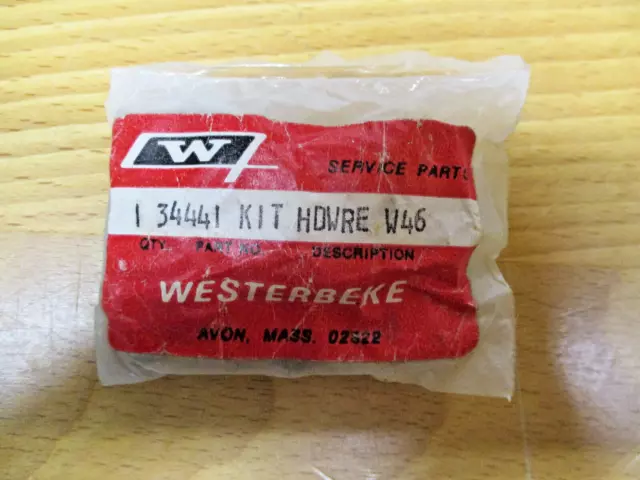 W
SERVICE PARTS
1 34441 KIT HDWRE W46
QTY. PART NO. DESCRIPTION
WESTERBEKE
AVON, MASS. 02322